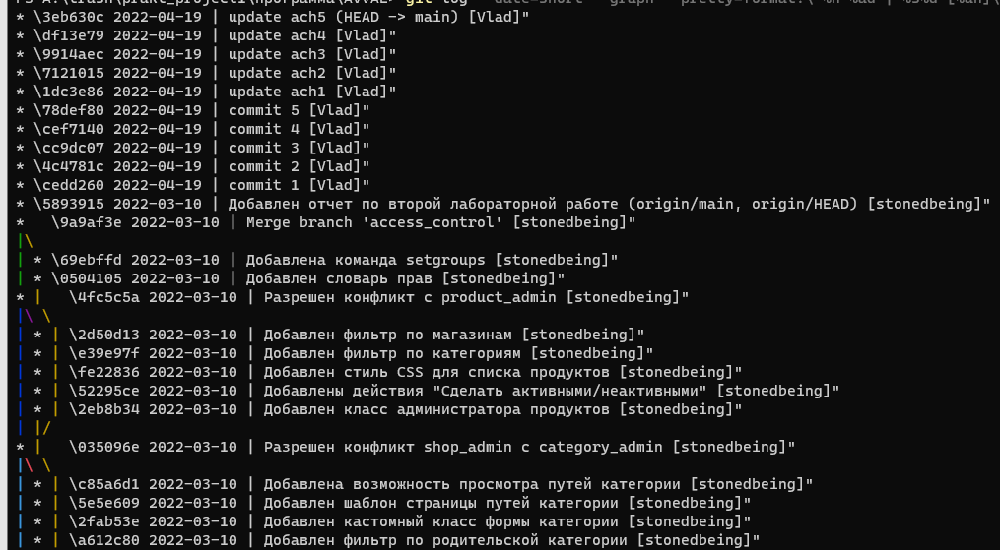 * \3eb630c 2022-04-19 | update ach5 (HEAD -> main) [Vlad]"
* \df13e79 2022-04-19 | update ach4 [Vlad]"
* \9914aec 2022-04-19 | update ach3 [Vlad]"
* \7121015 2022-04-19 | update ach2 [Vlad]"
* \1dc3e86 2022-04-19 | update ach1 [Vlad]"
* \78def80 2022-04-19 | commit 5 [Vlad]"
* \cef7140 2022-04-19 | commit 4 [Vlad]"
* \cc9dc07 2022-04-19 | commit 3 [Vlad]"
* \4c4781c 2022-04-19 | commit 2 [Vlad]"
* \cedd260 2022-04-19 | commit 1 [Vlad]"
* \5893915 2022-03-10 | Добавлен отчет по второй лабораторной работе (origin/main, origin/HEAD) [stonedbeing]"
*   \9a9af3e 2022-03-10 | Merge branch 'access_control' [stonedbeing]"
|\
| * \69ebffd 2022-03-10 | Добавлена команда setgroups [stonedbeing]"
| * \0504105 2022-03-10 | Добавлен словарь прав [stonedbeing]"
* |   \4fc5c5a 2022-03-10 | Разрешен конфликт с product_admin [stonedbeing]"
|\ \
| * | \2d50d13 2022-03-10 | Добавлен фильтр по магазинам [stonedbeing]"
| * | \e39e97f 2022-03-10 | Добавлен фильтр по категориям [stonedbeing]"
| * | \fe22836 2022-03-10 | Добавлен стиль CSS для списка продуктов [stonedbeing]"
| * | \52295ce 2022-03-10 | Добавлены действия "Сделать активными/неактивными" [stonedbeing]"
| * | \2eb8b34 2022-03-10 | Добавлен класс администратора продуктов [stonedbeing]"
| |/
* |   \035096e 2022-03-10 | Разрешен конфликт shop_admin с category_admin [stonedbeing]"
|\ \
| * | \c85a6d1 2022-03-10 | Добавлена возможность просмотра путей категории [stonedbeing]"
| * | \5e5e609 2022-03-10 | Добавлен шаблон страницы путей категории [stonedbeing]"
| * | \2fab53e 2022-03-10 | Добавлен кастомный класс формы категории [stonedbeing]"
| * | \a612c80 2022-03-10 | Добавлен фильтр по родительской категории [stonedbeing]"